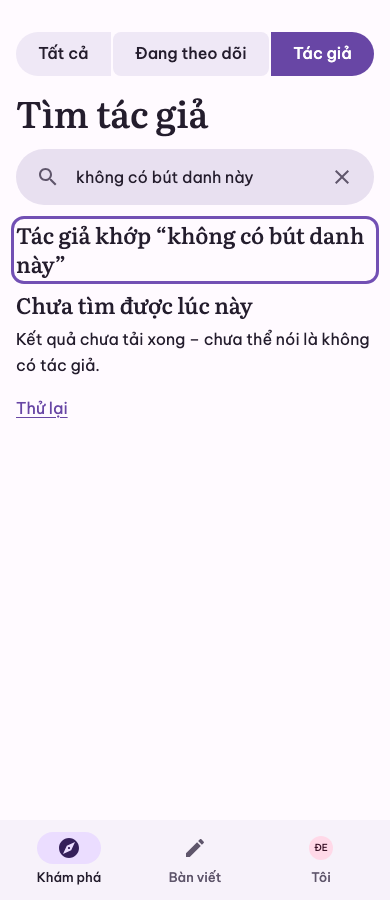 Tất cả
Đang theo dõi
Tác giả
Tìm tác giả
không có bút danh này
Tác giả khớp “không có bút danh
này”
Chưa tìm được lúc này
Kết quả chưa tải xong – chưa thể nói là không
có tác giả.
Thử lại
ĐE
Khám phá
Bàn viết
Tôi